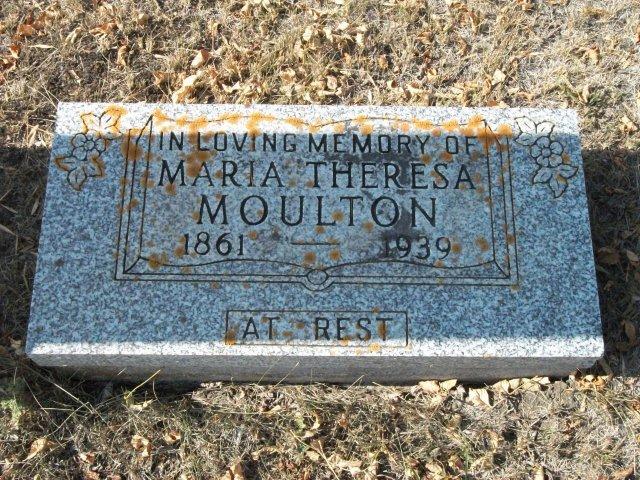 IN LOVING MEMORY OF
MARIA THERESA
MOULTON
1861 — 1939
AT REST